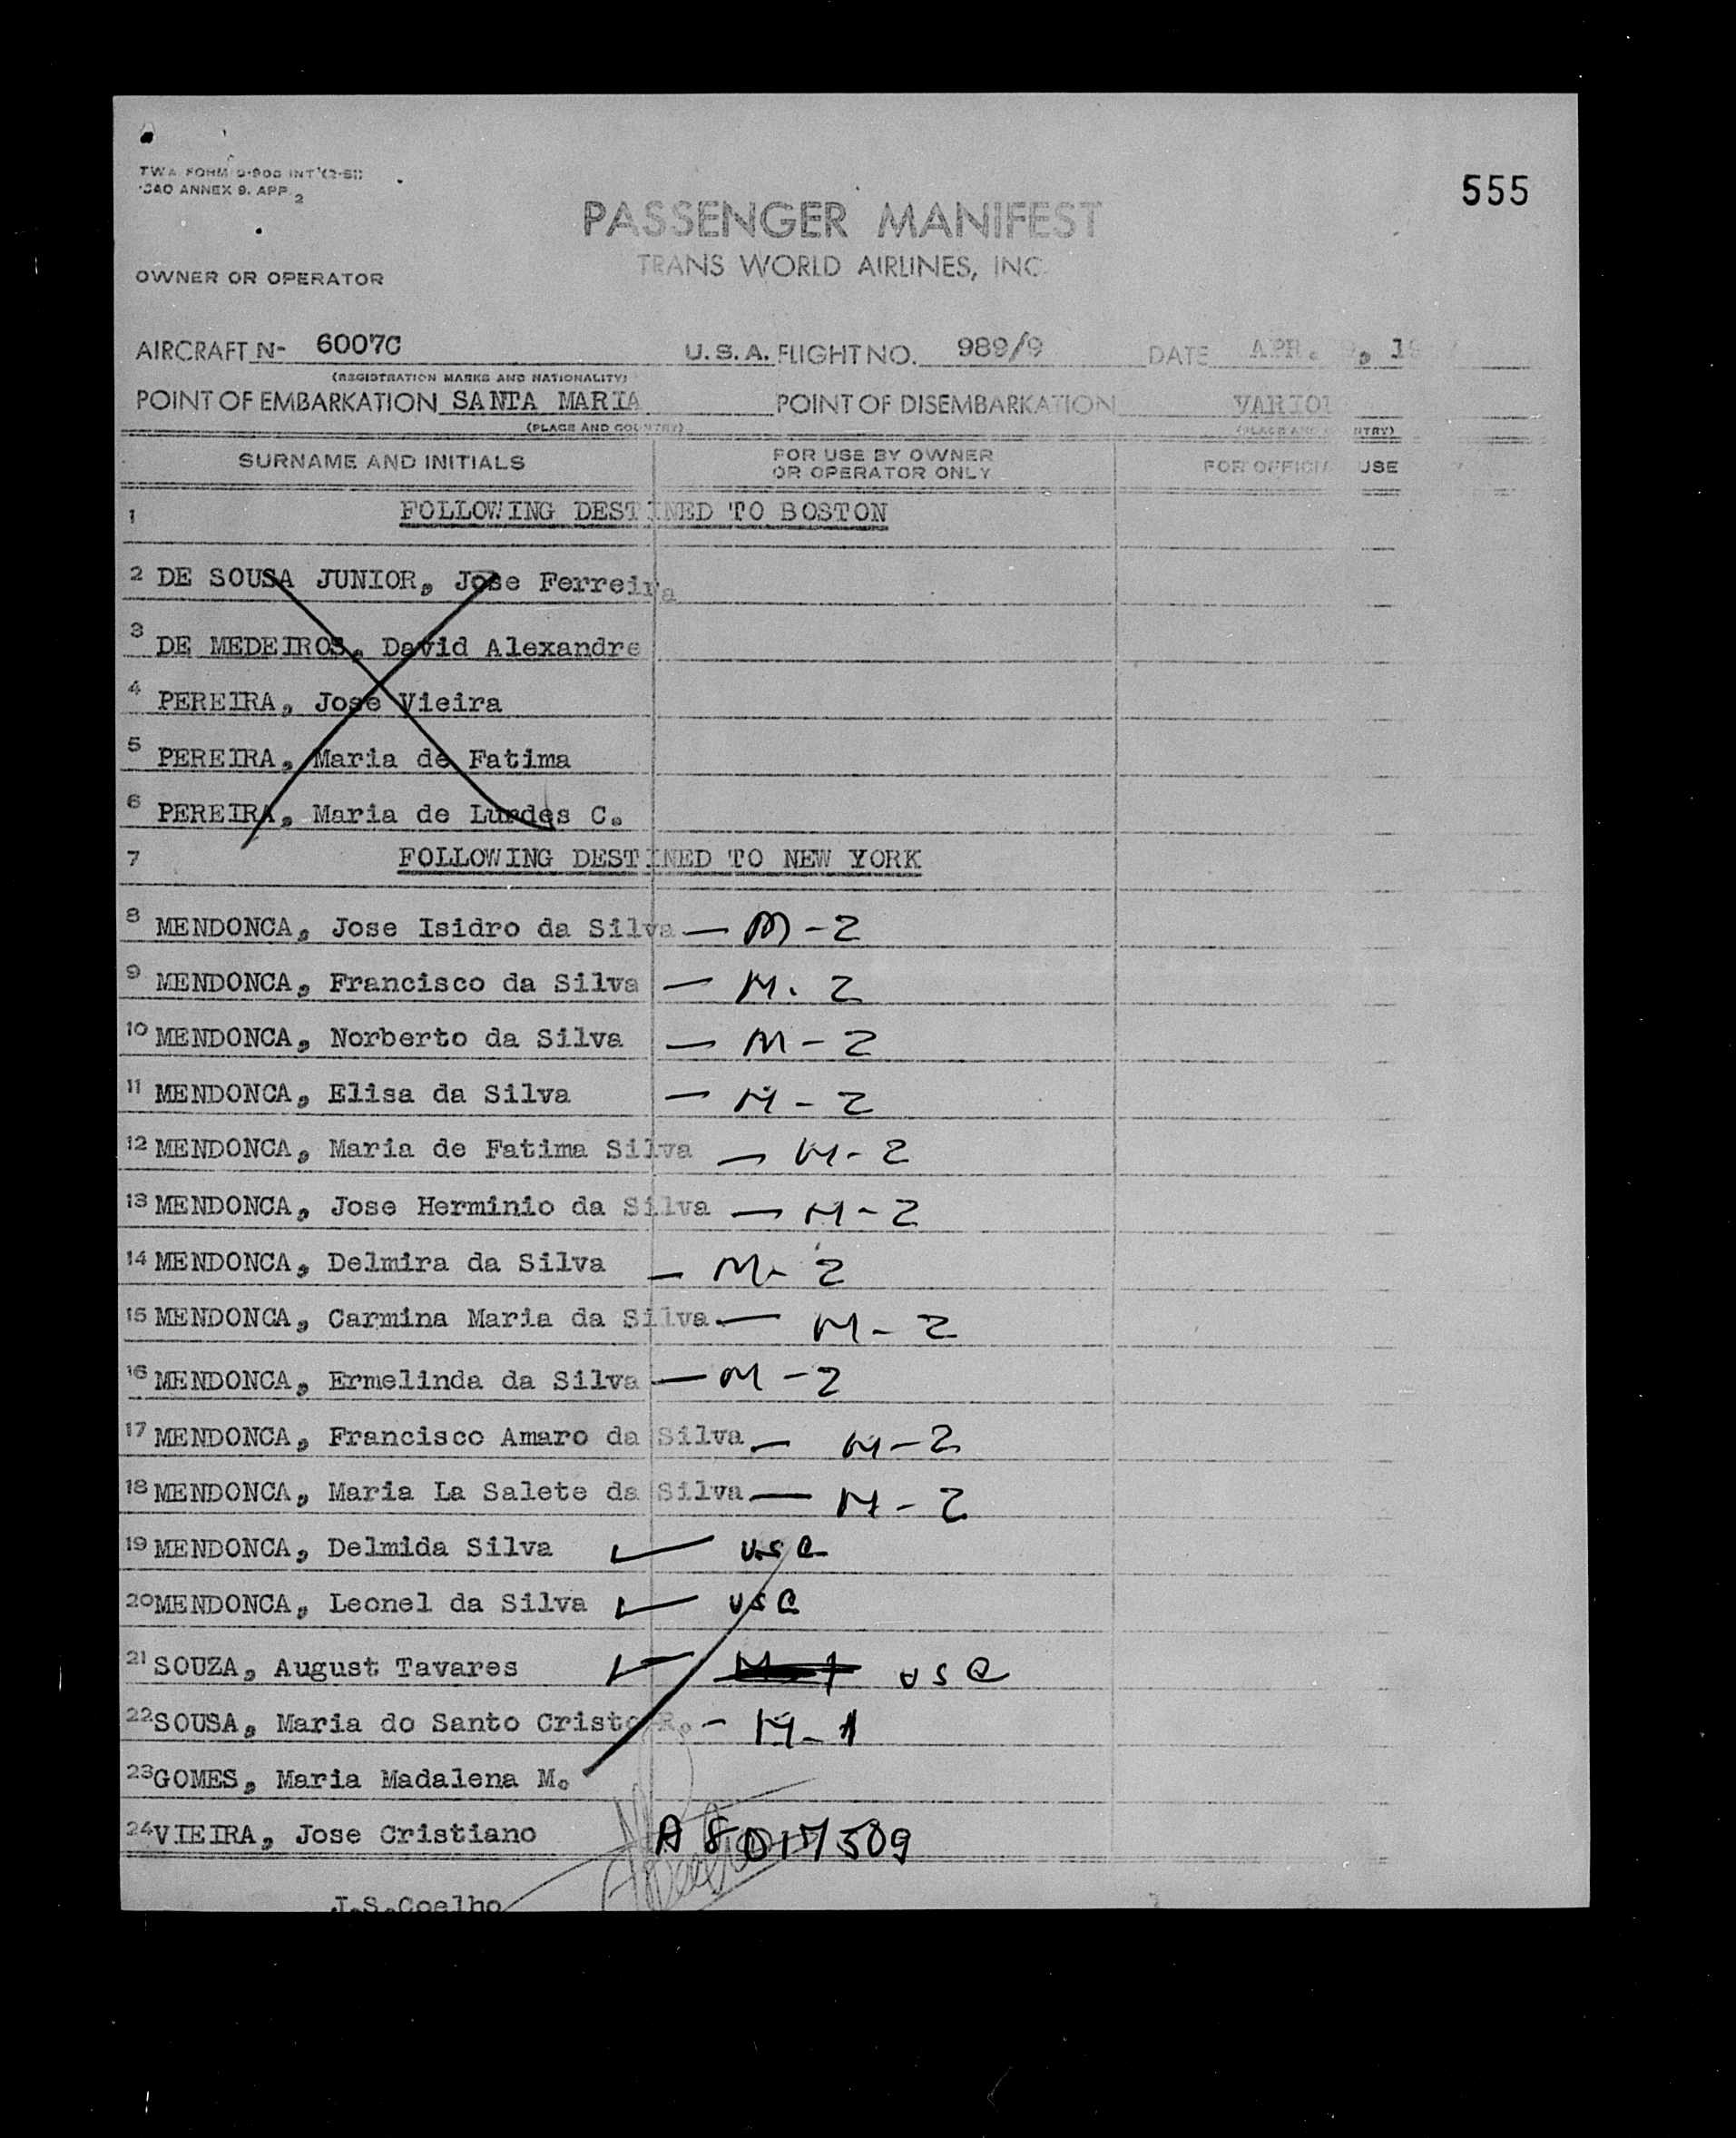 555
TWA FORM
ICAO ANNEX 9. APP. 2
PASSENGER MANIFEST
TRANS WORLD AIRLINES, INC.
OWNER OR OPERATOR
AIRCRAFT N- 6007C U.S.A. FLIGHT NO. 989/9 DATE APR.
(REGISTRATION MARKS AND NATIONALITY)
POINT OF EMBARKATION SANTA MARIA POINT OF DISEMBARKATION VARIOU
(PLACE AND COUNTRY) (PLACE AND COUNTRY)
SURNAME AND INITIALS FOR USE BY OWNER OR OPERATOR ONLY FOR OFFICIAL USE
1 FOLLOWING DESTINED TO BOSTON
2 DE SOUSA JUNIOR, Jose Ferreira
3 DE MEDEIROS, David Alexandre
4 PEREIRA, Jose Vieira
5 PEREIRA, Maria de Fatima
6 PEREIRA, Maria de Lurdes C.
7 FOLLOWING DESTINED TO NEW YORK
8 MENDONCA, Jose Isidro da Silva — M-2
9 MENDONCA, Francisco da Silva — M. 2
10 MENDONCA, Norberto da Silva — M-2
11 MENDONCA, Elisa da Silva — M-2
12 MENDONCA, Maria de Fatima Silva — M-2
13 MENDONCA, Jose Herminio da Silva — M-2
14 MENDONCA, Delmira da Silva — M-2
15 MENDONCA, Carmina Maria da Silva — M-2
16 MENDONCA, Ermelinda da Silva — M-2
17 MENDONCA, Francisco Amaro da Silva — M-2
18 MENDONCA, Maria La Salete da Silva — M-2
19 MENDONCA, Delmida Silva ✓ USC
20 MENDONCA, Leonel da Silva ✓ USC
21 SOUZA, August Tavares ✓ USC
22 SOUSA, Maria do Santo Cristo R. - M-1
23 GOMES, Maria Madalena M.
24 VIEIRA, Jose Cristiano A8017509
J.S.Coelho